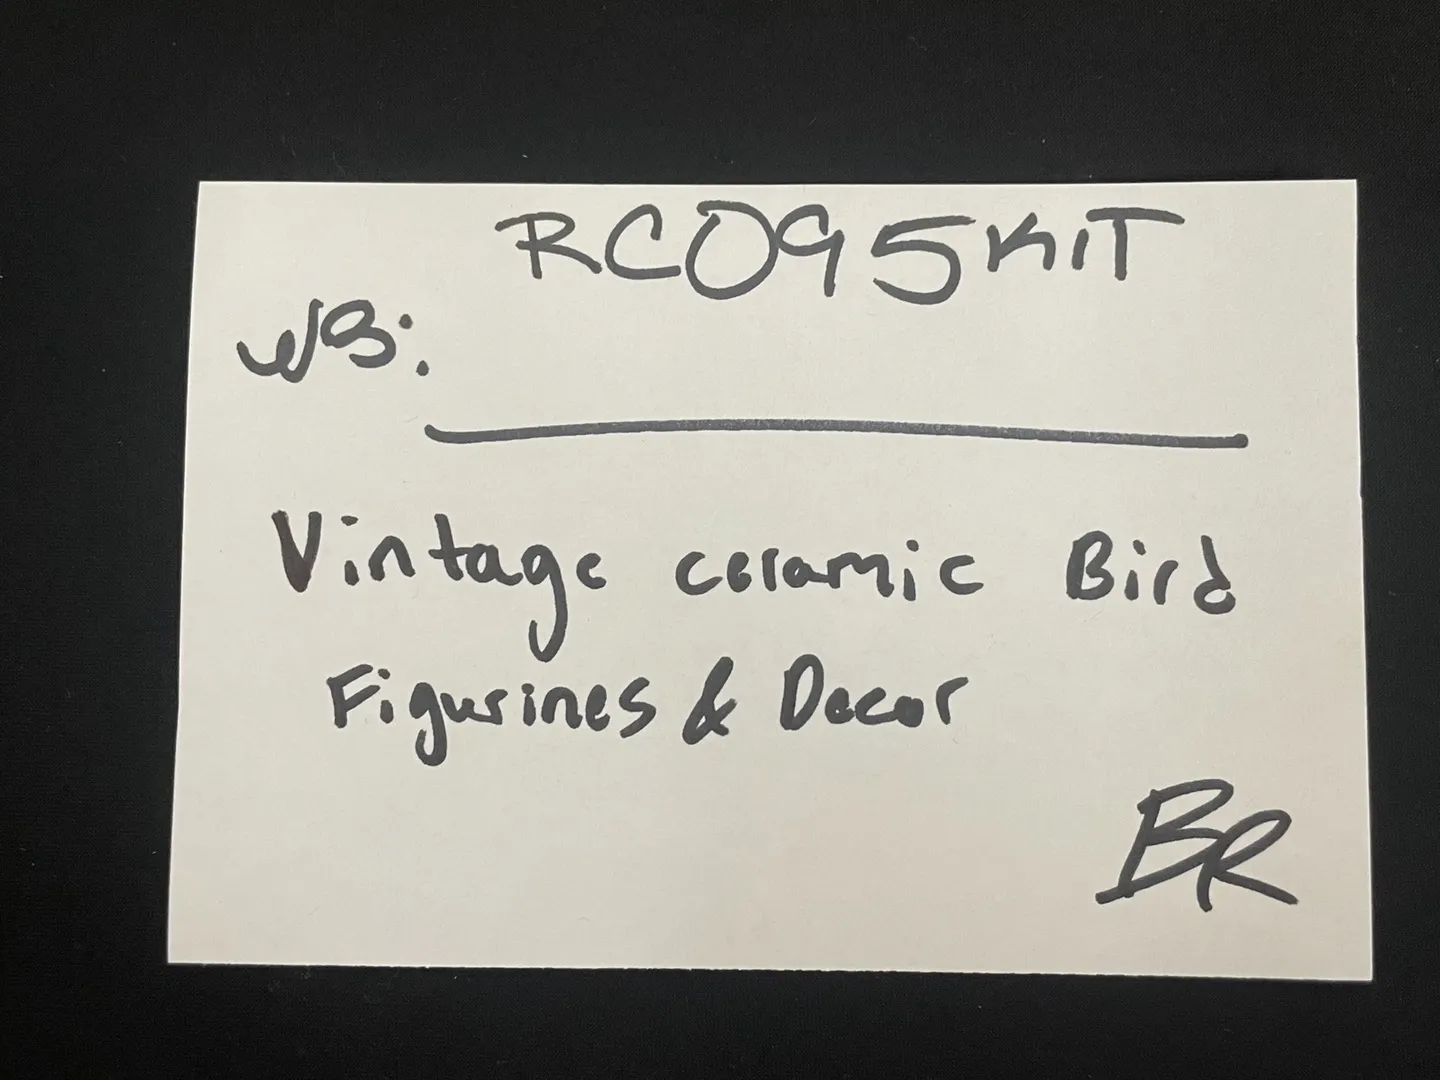 RC095KIT
WB:
Vintage ceramic Bird
Figurines & Decor
BR